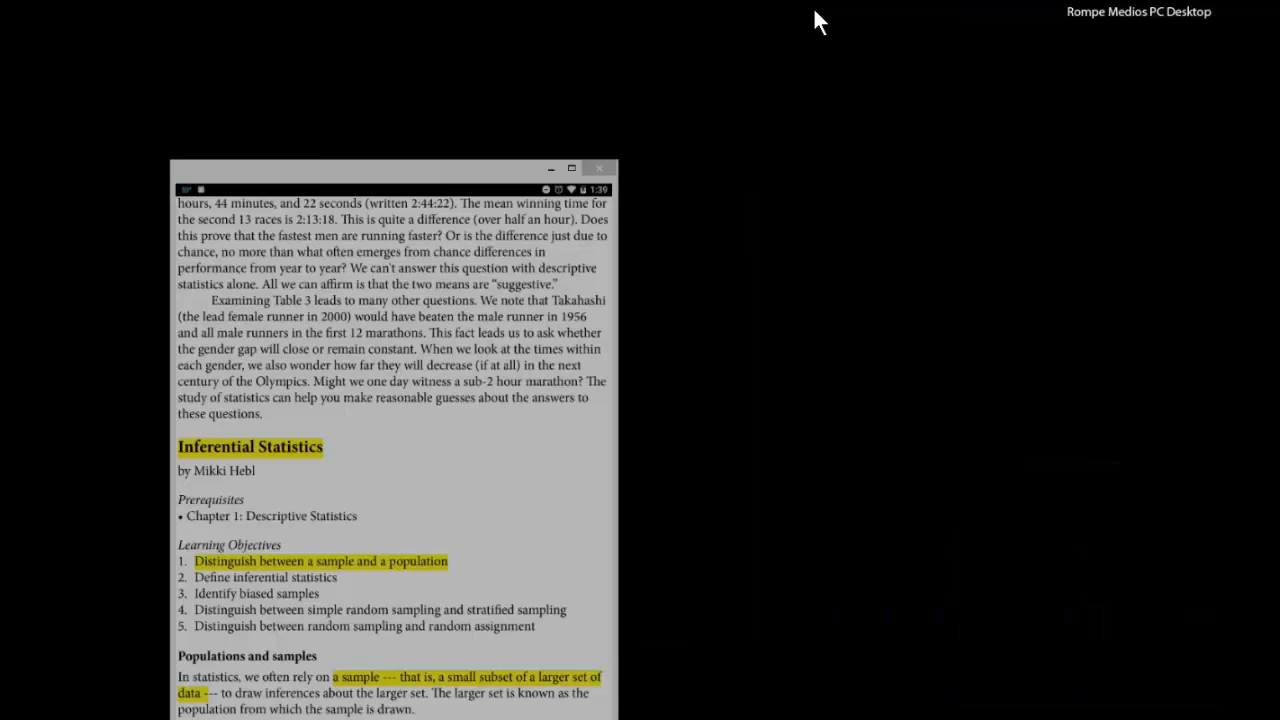 Rompe Medios PC Desktop
1:39
hours, 44 minutes, and 22 seconds (written 2:44:22). The mean winning time for
the second 13 races is 2:13:18. This is quite a difference (over half an hour). Does
this prove that the fastest men are running faster? Or is the difference just due to
chance, no more than what often emerges from chance differences in
performance from year to year? We can't answer this question with descriptive
statistics alone. All we can affirm is that the two means are “suggestive.”
Examining Table 3 leads to many other questions. We note that Takahashi
(the lead female runner in 2000) would have beaten the male runner in 1956
and all male runners in the first 12 marathons. This fact leads us to ask whether
the gender gap will close or remain constant. When we look at the times within
each gender, we also wonder how far they will decrease (if at all) in the next
century of the Olympics. Might we one day witness a sub-2 hour marathon? The
study of statistics can help you make reasonable guesses about the answers to
these questions.
Inferential Statistics
by Mikki Hebl
Prerequisites
• Chapter 1: Descriptive Statistics
Learning Objectives
1. Distinguish between a sample and a population
2. Define inferential statistics
3. Identify biased samples
4. Distinguish between simple random sampling and stratified sampling
5. Distinguish between random sampling and random assignment
Populations and samples
In statistics, we often rely on a sample --- that is, a small subset of a larger set of
data --- to draw inferences about the larger set. The larger set is known as the
population from which the sample is drawn.